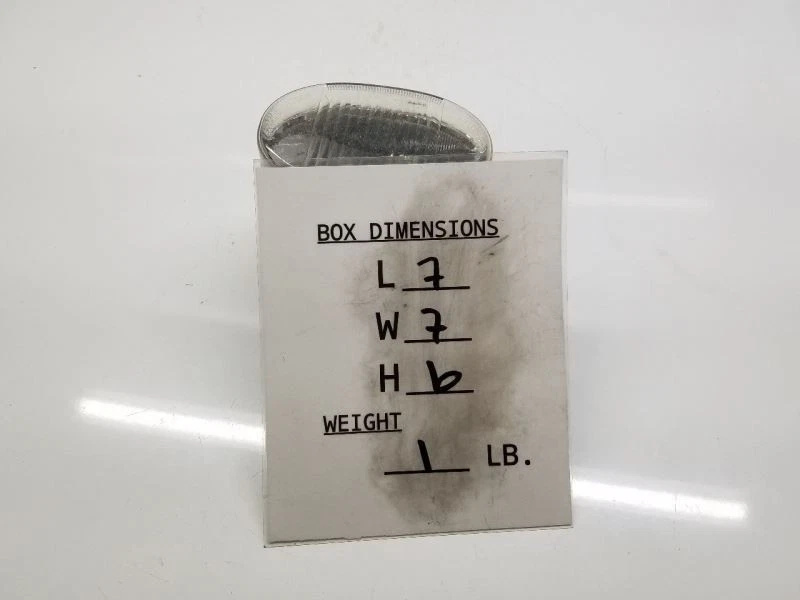 BOX DIMENSIONS
L 7
W 7
H 6
WEIGHT
1 LB.